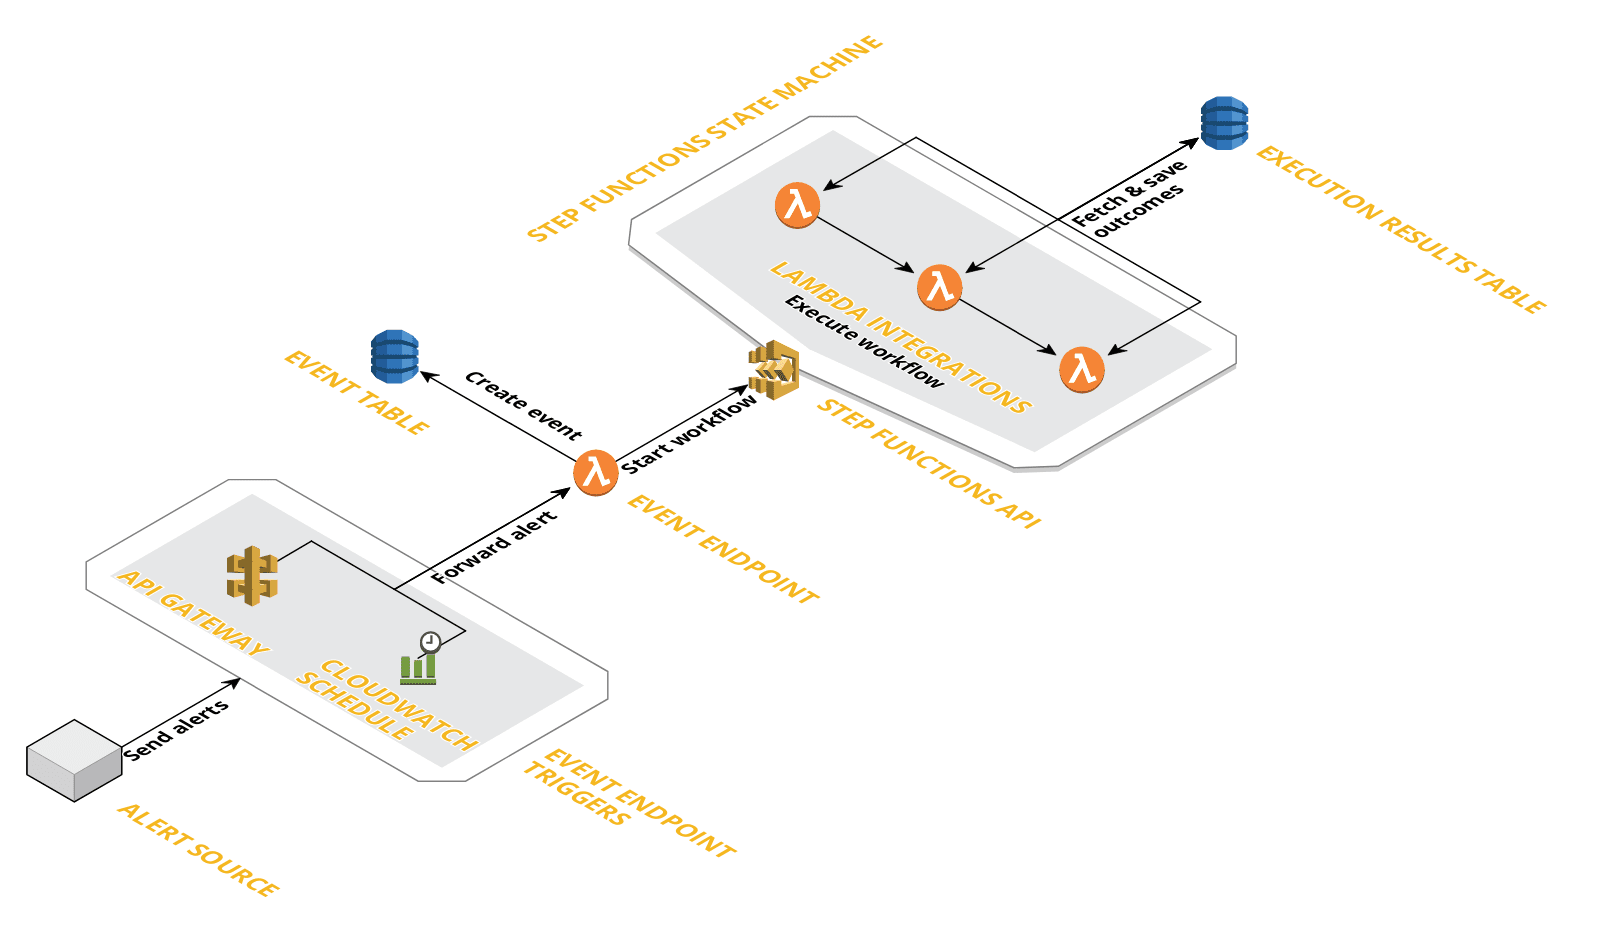 STEP FUNCTIONS STATE MACHINE
EXECUTION RESULTS TABLE
Fetch & save
outcomes
LAMBDA INTEGRATIONS
Execute workflow
STEP FUNCTIONS API
EVENT TABLE
Create event
Start workflow
EVENT ENDPOINT
Forward alert
API GATEWAY
CLOUDWATCH
SCHEDULE
EVENT ENDPOINT
TRIGGERS
Send alerts
ALERT SOURCE